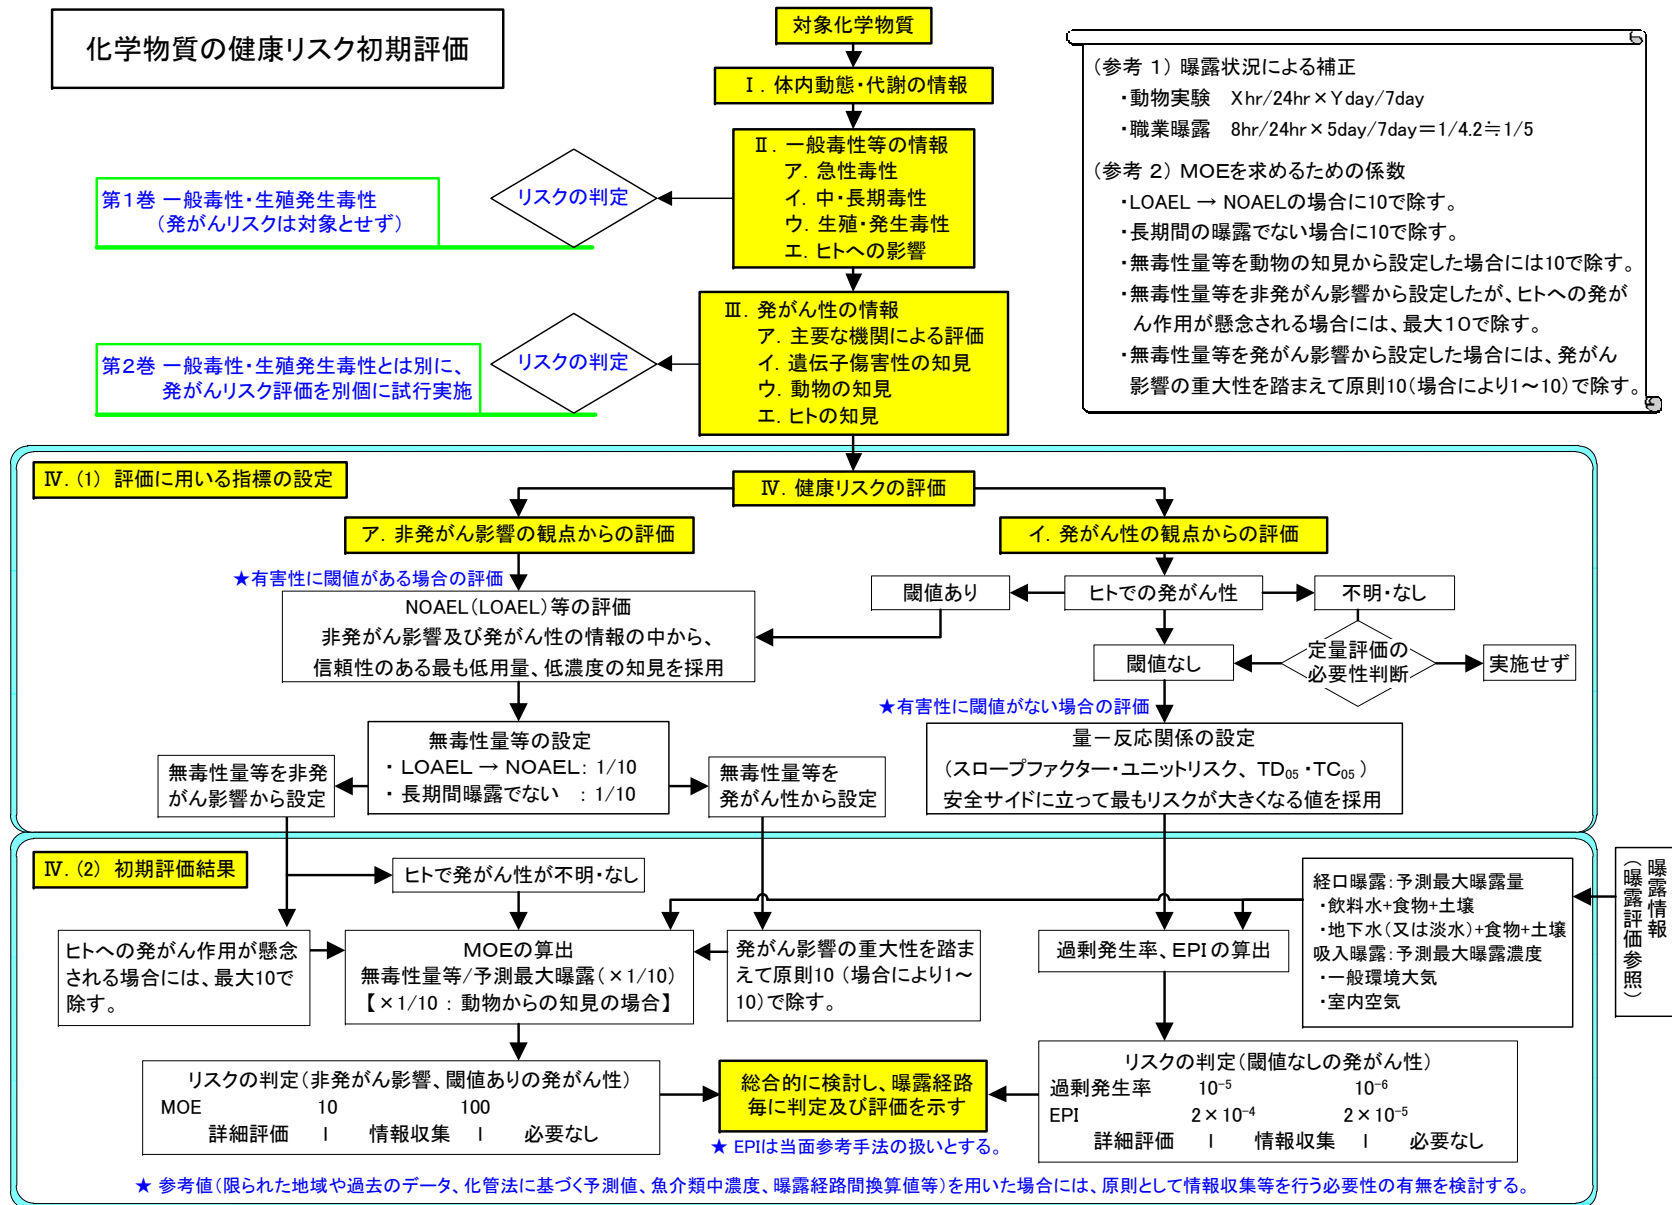 化学物質の健康リスク初期評価
対象化学物質
Ⅰ. 体内動態・代謝の情報
Ⅱ. 一般毒性等の情報
ア. 急性毒性
イ. 中・長期毒性
ウ. 生殖・発生毒性
エ. ヒトへの影響
リスクの判定
第1巻 一般毒性・生殖発生毒性
(発がんリスクは対象とせず)
Ⅲ. 発がん性の情報
ア. 主要な機関による評価
イ. 遺伝子傷害性の知見
ウ. 動物の知見
エ. ヒトの知見
リスクの判定
第2巻 一般毒性・生殖発生毒性とは別に、
発がんリスク評価を別個に試行実施
(参考 1) 曝露状況による補正
・動物実験 Xhr/24hr×Yday/7day
・職業曝露 8hr/24hr×5day/7day=1/4.2≒1/5
(参考 2) MOEを求めるための係数
・LOAEL → NOAELの場合に10で除す。
・長期間の曝露でない場合に10で除す。
・無毒性量等を動物の知見から設定した場合には10で除す。
・無毒性量等を非発がん影響から設定したが、ヒトへの発が
ん作用が懸念される場合には、最大10で除す。
・無毒性量等を発がん影響から設定した場合には、発がん
影響の重大性を踏まえて原則10(場合により1~10)で除す。
Ⅳ. (1) 評価に用いる指標の設定
Ⅳ. 健康リスクの評価
ア. 非発がん影響の観点からの評価
イ. 発がん性の観点からの評価
★有害性に閾値がある場合の評価
NOAEL(LOAEL)等の評価
非発がん影響及び発がん性の情報の中から、
信頼性のある最も低用量、低濃度の知見を採用
閾値あり
ヒトでの発がん性
不明・なし
閾値なし
定量評価の
必要性判断
実施せず
★有害性に閾値がない場合の評価
無毒性量等の設定
・ LOAEL → NOAEL: 1/10
・ 長期間曝露でない : 1/10
無毒性量等を非発
がん影響から設定
無毒性量等を
発がん性から設定
量-反応関係の設定
(スロープファクター・ユニットリスク、 TD₀₅ ・TC₀₅ )
安全サイドに立って最もリスクが大きくなる値を採用
Ⅳ. (2) 初期評価結果
ヒトで発がん性が不明・なし
ヒトへの発がん作用が懸念
される場合には、最大10で
除す。
MOEの算出
無毒性量等/予測最大曝露(×1/10)
【×1/10 : 動物からの知見の場合】
発がん影響の重大性を踏ま
えて原則10 (場合により1~
10)で除す。
過剰発生率、EPIの算出
経口曝露:予測最大曝露量
・飲料水+食物+土壌
・地下水(又は淡水)+食物+土壌
吸入曝露:予測最大曝露濃度
・一般環境大気
・室内空気
曝露情報
(曝露評価参照)
リスクの判定(非発がん影響、閾値ありの発がん性)
MOE 10 100
詳細評価 | 情報収集 | 必要なし
総合的に検討し、曝露経路
毎に判定及び評価を示す
★ EPIは当面参考手法の扱いとする。
リスクの判定(閾値なしの発がん性)
過剰発生率 10⁻⁵ 10⁻⁶
EPI 2×10⁻⁴ 2×10⁻⁵
詳細評価 | 情報収集 | 必要なし
★ 参考値(限られた地域や過去のデータ、化管法に基づく予測値、魚介類中濃度、曝露経路間換算値等)を用いた場合には、原則として情報収集等を行う必要性の有無を検討する。